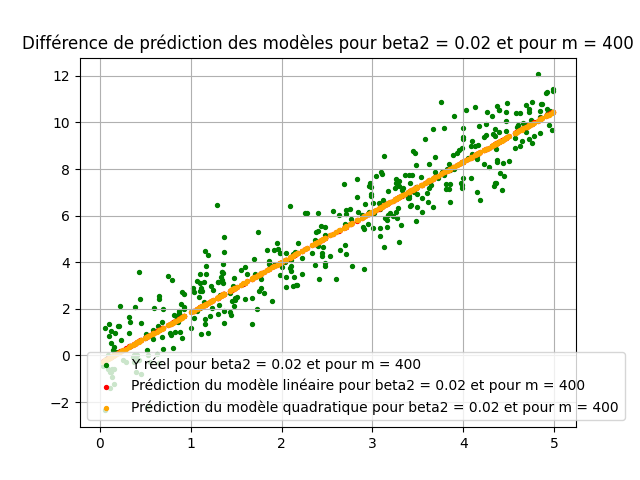 Différence de prédiction des modèles pour beta2 = 0.02 et pour m = 400
12
10
8
6
4
2
0
−2
Y réel pour beta2 = 0.02 et pour m = 400
Prédiction du modèle linéaire pour beta2 = 0.02 et pour m = 400
Prédiction du modèle quadratique pour beta2 = 0.02 et pour m = 400
0 1 2 3 4 5